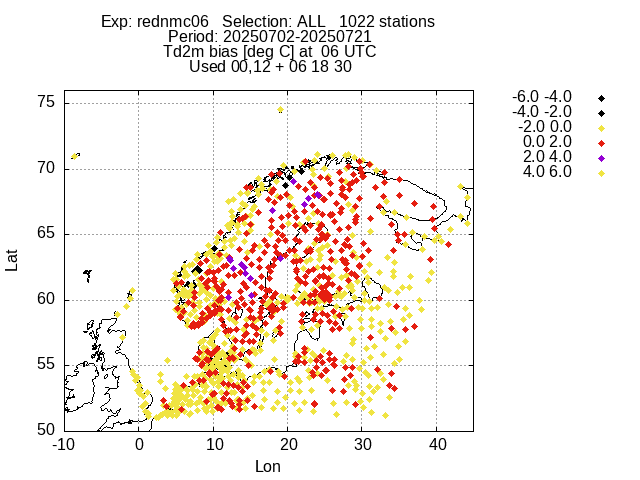 Exp: rednmc06 Selection: ALL 1022 stations
Period: 20250702-20250721
Td2m bias [deg C] at 06 UTC
Used 00,12 + 06 18 30
-6.0 -4.0
-4.0 -2.0
-2.0 0.0
0.0 2.0
2.0 4.0
4.0 6.0
75
70
65
60
55
50
Lat
-10 0 10 20 30 40
Lon